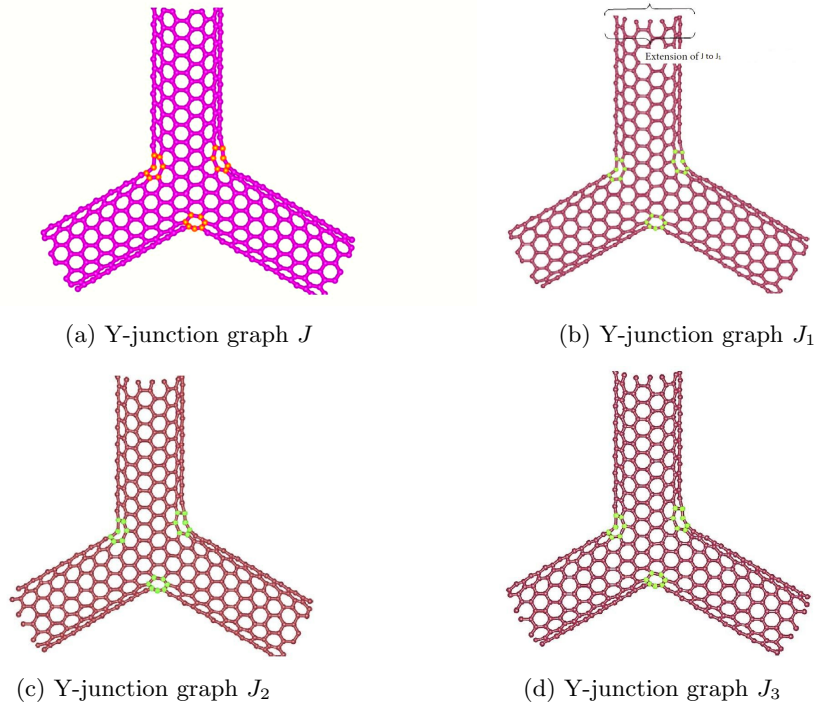 Extension of J to J₁
(a) Y-junction graph J
(b) Y-junction graph J₁
(c) Y-junction graph J₂
(d) Y-junction graph J₃